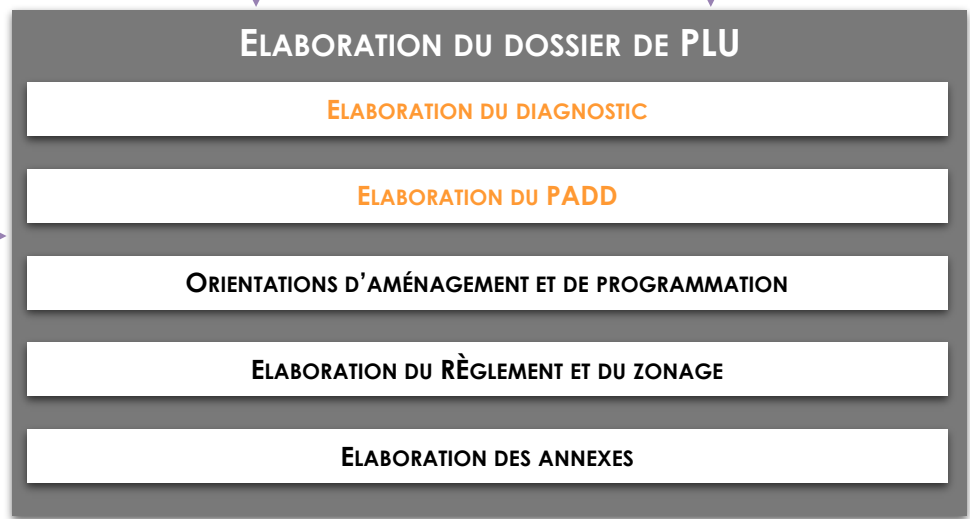 ELABORATION DU DOSSIER DE PLU
ELABORATION DU DIAGNOSTIC
ELABORATION DU PADD
ORIENTATIONS D'AMÉNAGEMENT ET DE PROGRAMMATION
ELABORATION DU RÈGLEMENT ET DU ZONAGE
ELABORATION DES ANNEXES